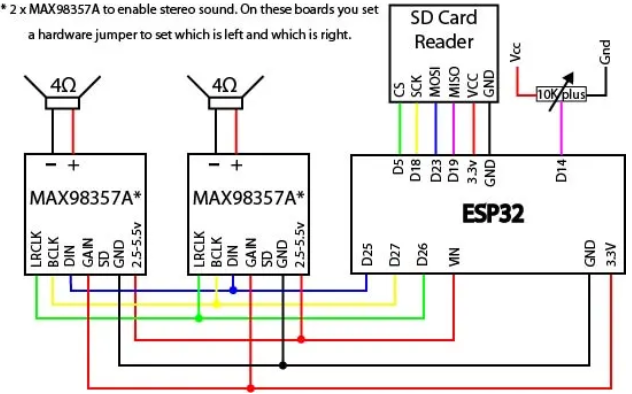 * 2 x MAX98357A to enable stereo sound. On these boards you set
a hardware jumper to set which is left and which is right.
SD Card
Reader
CS
SCK
MOSI
MISO
VCC
GND
Vcc
10K plus
Gnd
4Ω
4Ω
D5
D18
D23
D19
3.3v
GND
D14
− +
− +
MAX98357A*
MAX98357A*
ESP32
LRCLK
BCLK
DIN
GAIN
SD
GND
2.5-5.5v
LRCLK
BCLK
DIN
GAIN
SD
GND
2.5-5.5v
D25
D27
D26
VIN
GND
3.3V